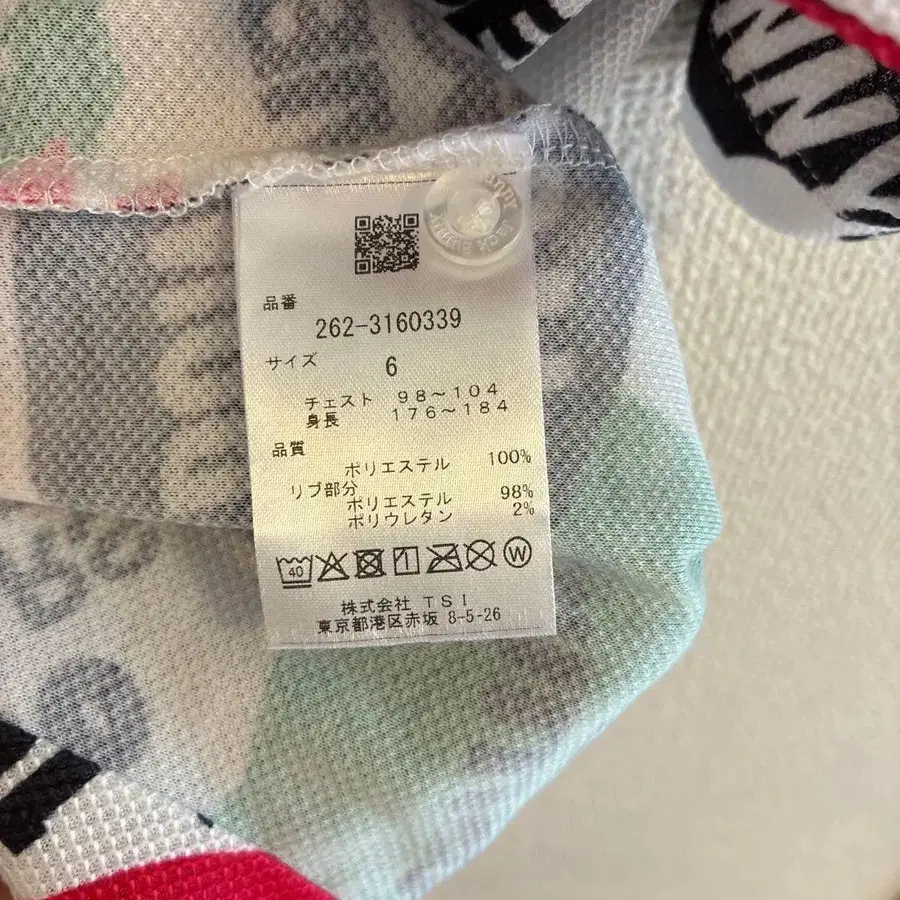 品番
262-3160339
サイズ 6
チェスト 98～104
身長 176～184
品質
ポリエステル 100%
リブ部分
ポリエステル 98%
ポリウレタン 2%
40
W
株式会社 TSI
東京都港区赤坂 8-5-26